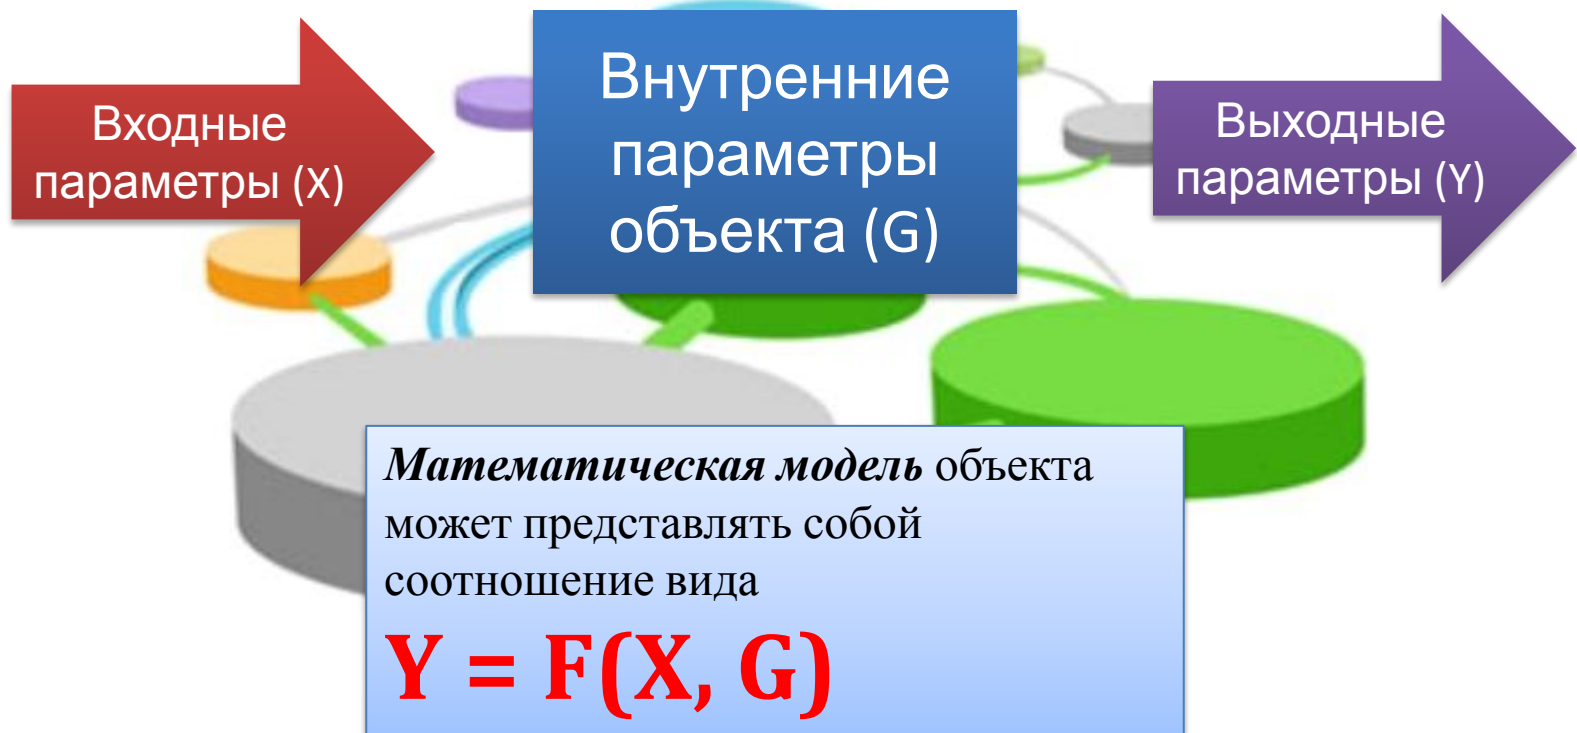 Входные
параметры (X)
Внутренние
параметры
объекта (G)
Выходные
параметры (Y)
Математическая модель объекта
может представлять собой
соотношение вида
Y = F(X, G)